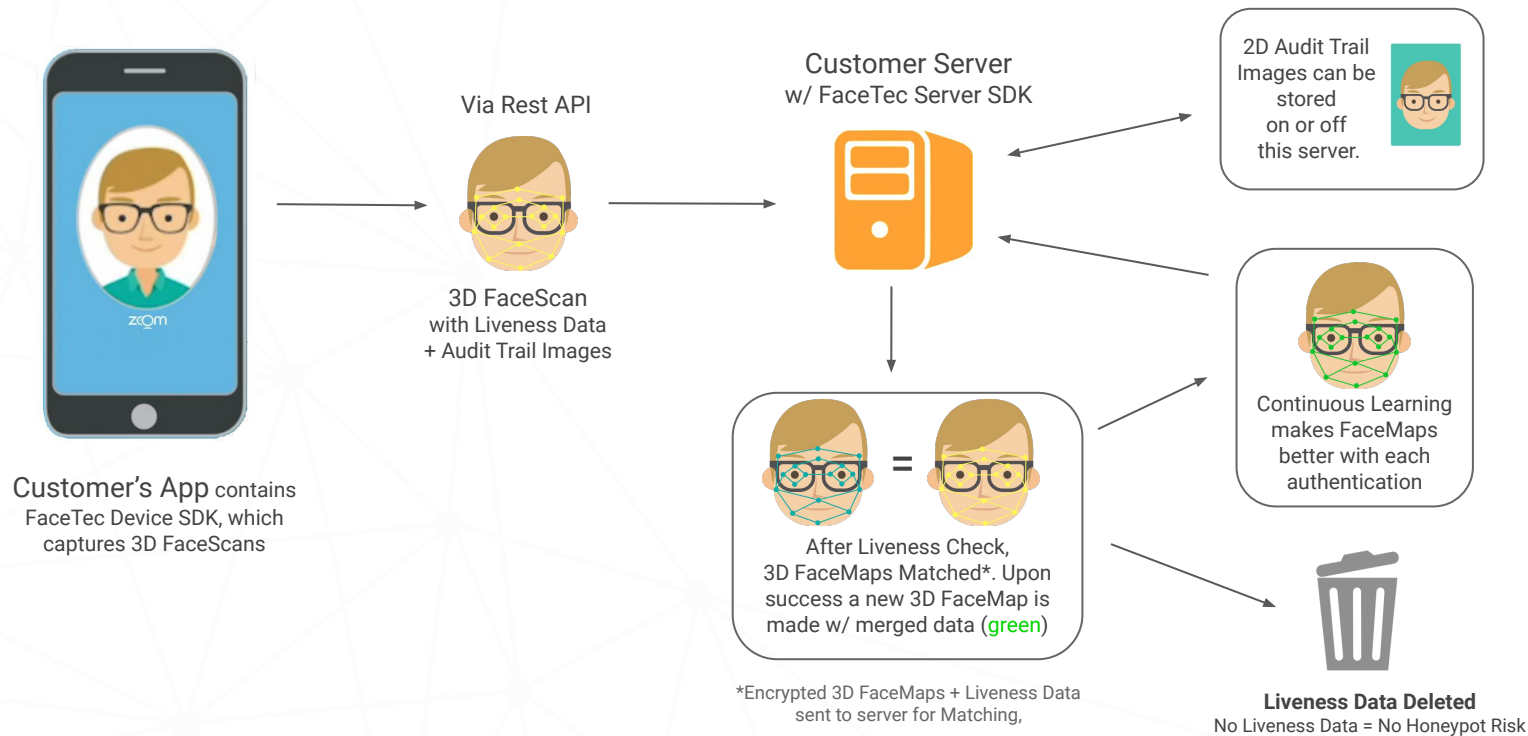 zoom
Customer's App contains
FaceTec Device SDK, which
captures 3D FaceScans
Via Rest API
3D FaceScan
with Liveness Data
+ Audit Trail Images
Customer Server
w/ FaceTec Server SDK
2D Audit Trail
Images can be
stored
on or off
this server.
=
After Liveness Check,
3D FaceMaps Matched*. Upon
success a new 3D FaceMap is
made w/ merged data (green)
*Encrypted 3D FaceMaps + Liveness Data
sent to server for Matching,
Continuous Learning
makes FaceMaps
better with each
authentication
Liveness Data Deleted
No Liveness Data = No Honeypot Risk